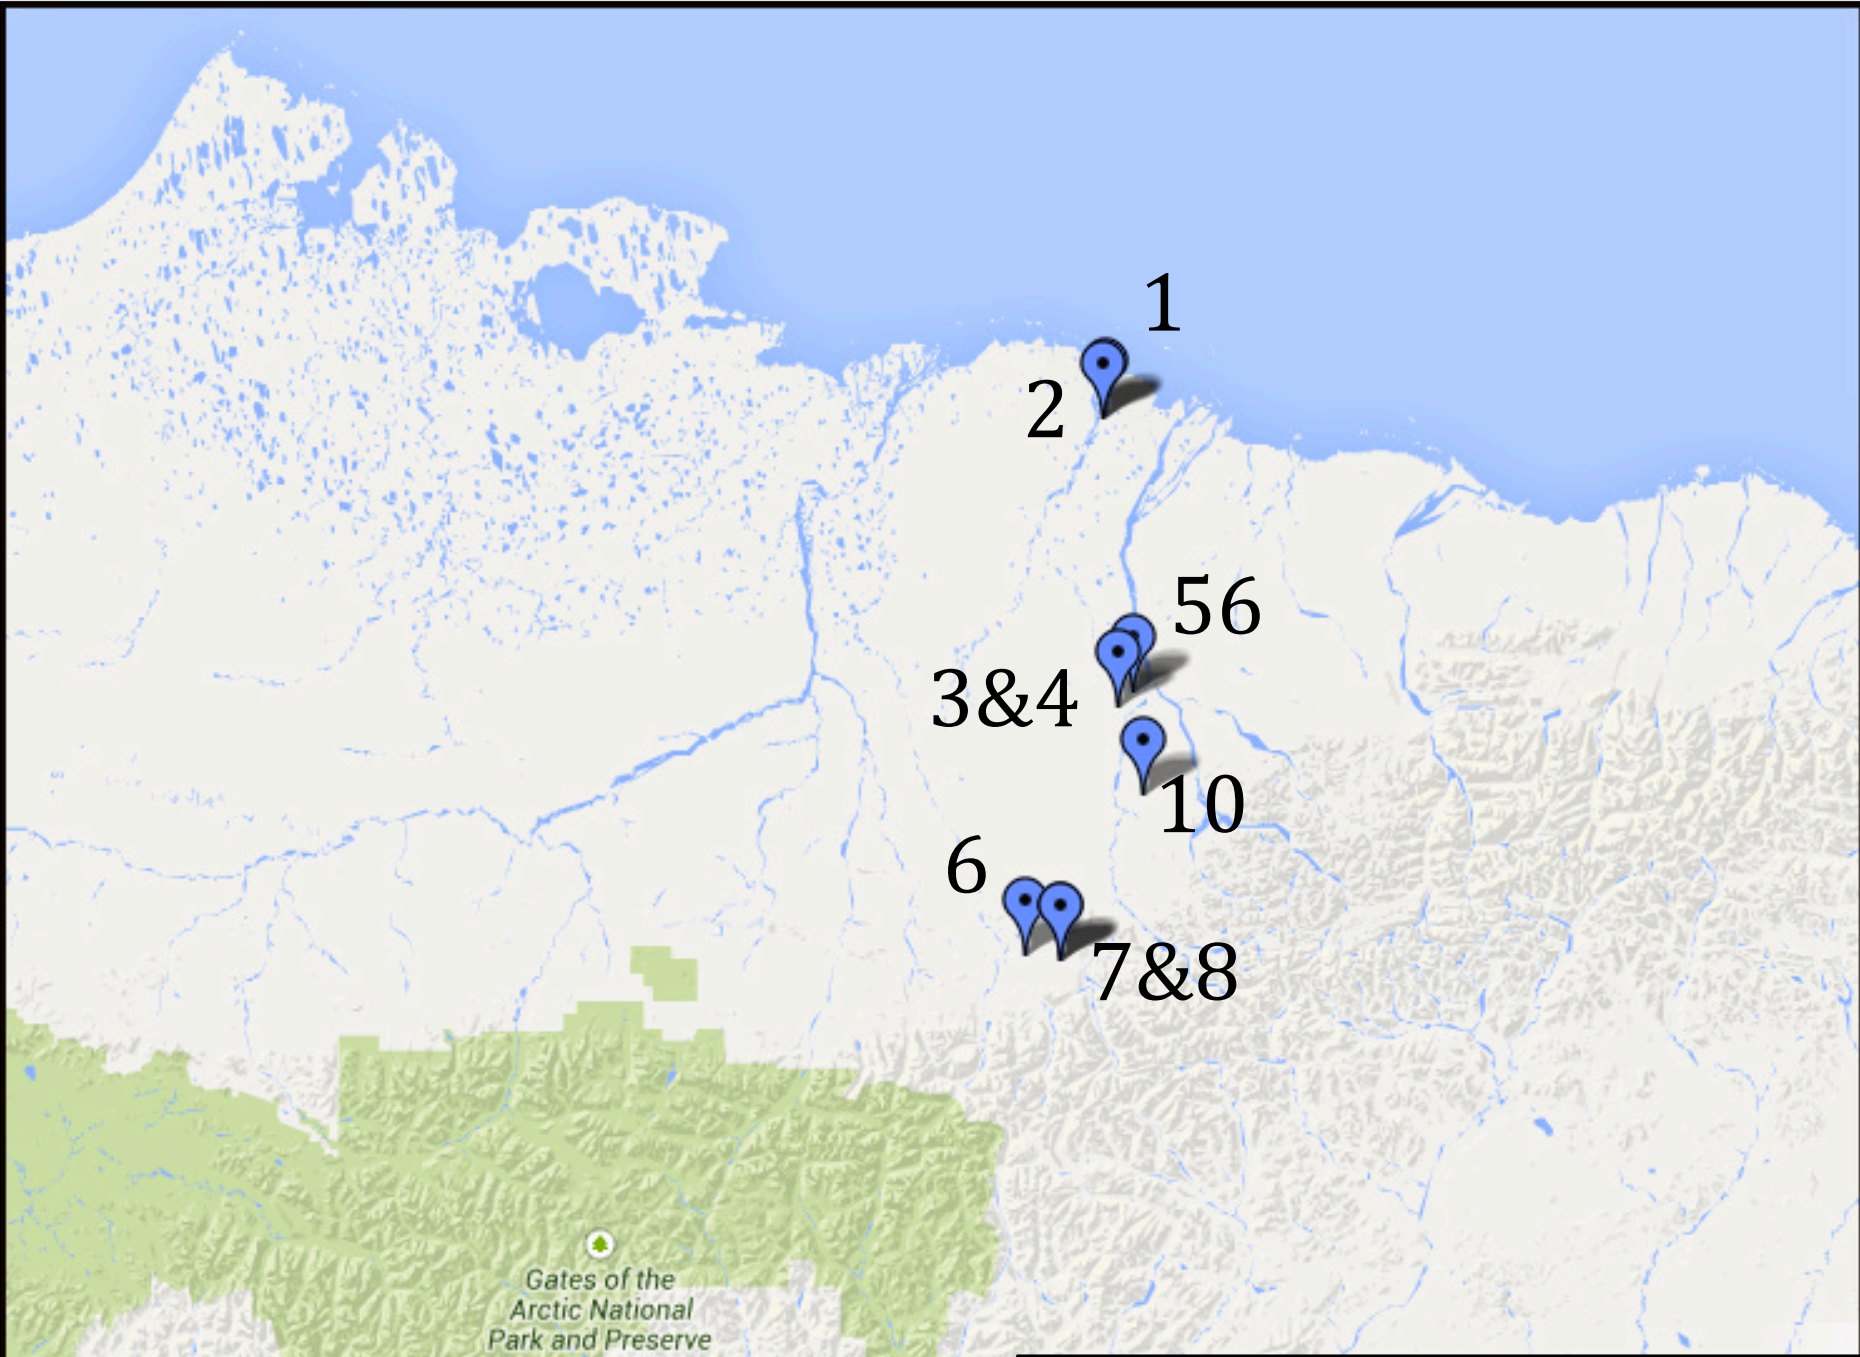 1
2
56
3&4
10
6
7&8
Gates of the
Arctic National
Park and Preserve